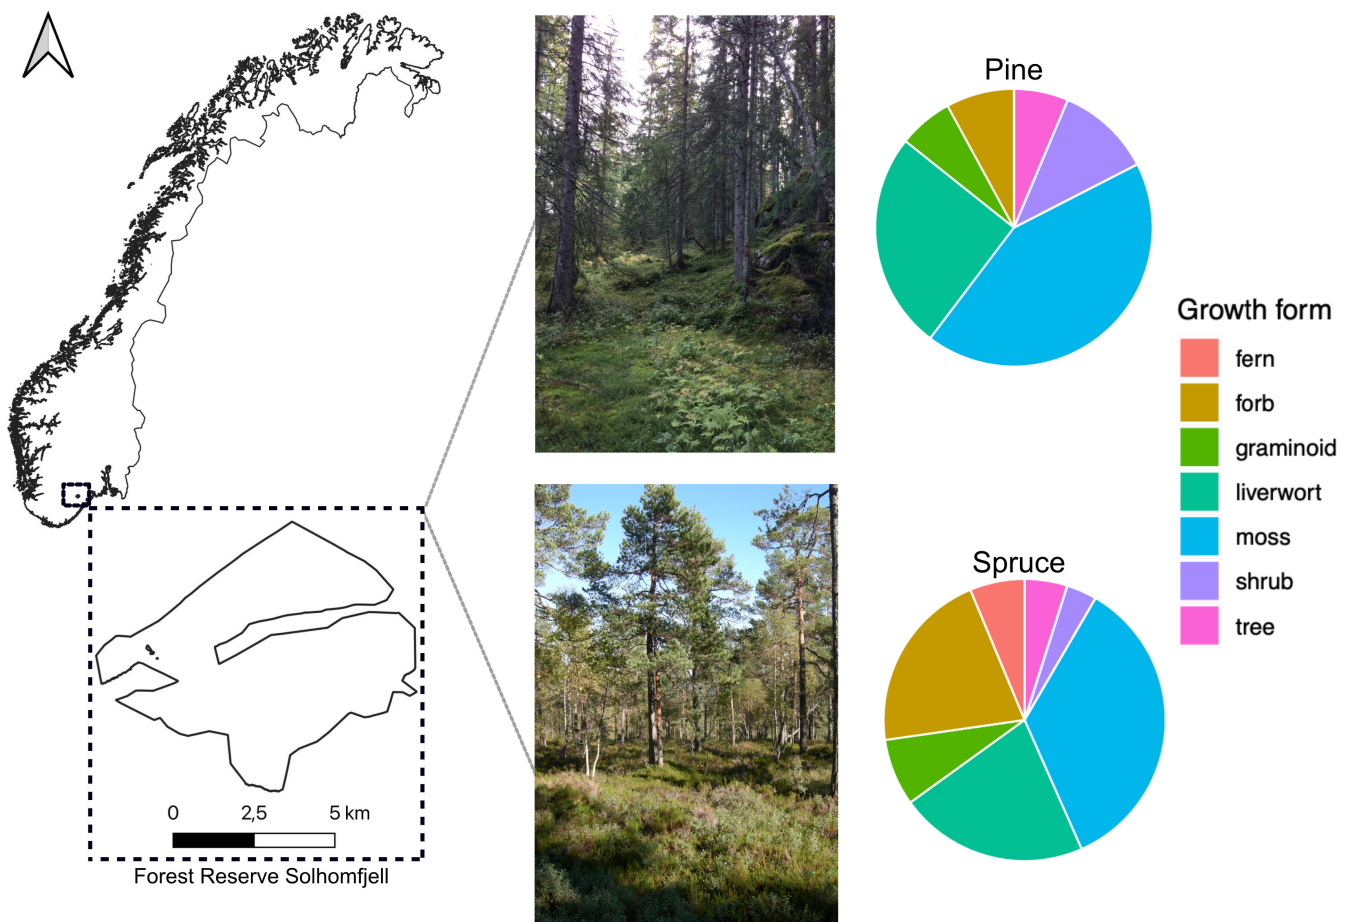 Pine
Growth form
fern
forb
graminoid
liverwort
moss
shrub
tree
Spruce
0 2,5 5 km
Forest Reserve Solhomfjell